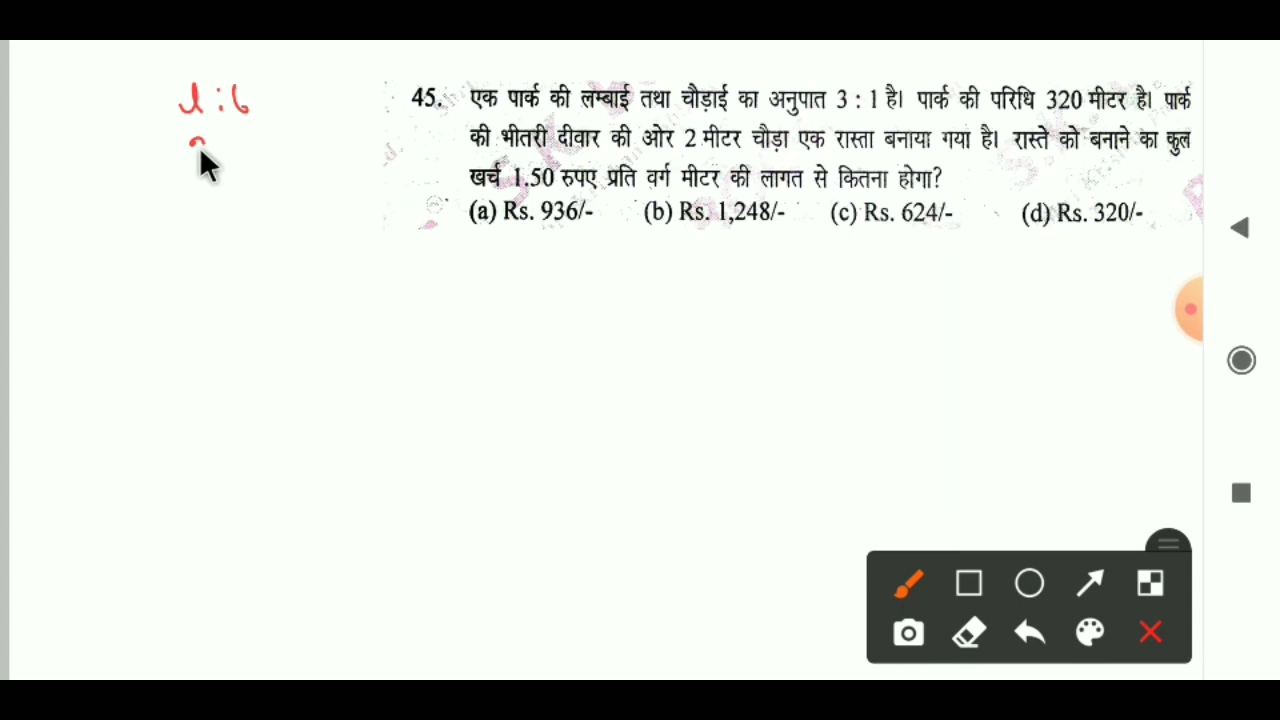 l : b
45. एक पार्क की लम्बाई तथा चौड़ाई का अनुपात 3 : 1 है। पार्क की परिधि 320 मीटर है। पार्क
की भीतरी दीवार की ओर 2 मीटर चौड़ा एक रास्ता बनाया गया है। रास्ते को बनाने का कुल
खर्च 1.50 रुपए प्रति वर्ग मीटर की लागत से कितना होगा?
(a) Rs. 936/- (b) Rs. 1,248/- (c) Rs. 624/- (d) Rs. 320/-